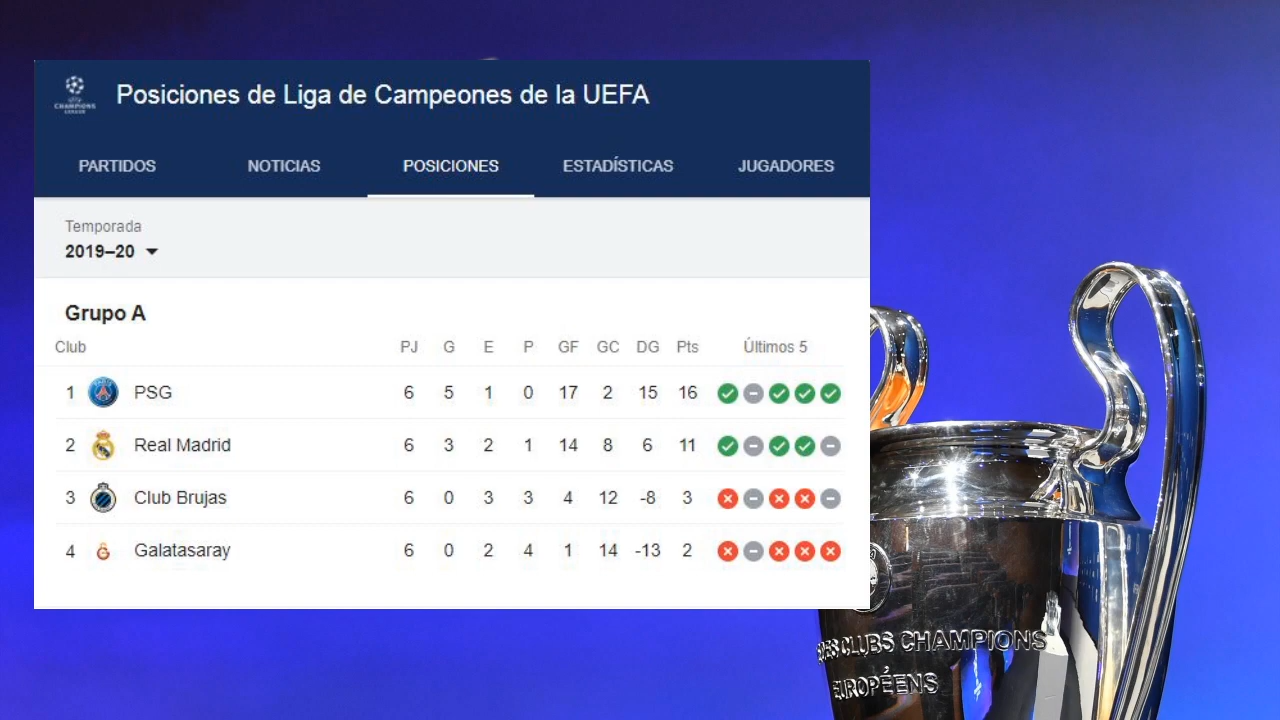 CHAMPIONS
LEAGUE
Posiciones de Liga de Campeones de la UEFA
PARTIDOS NOTICIAS POSICIONES ESTADÍSTICAS JUGADORES
Temporada
2019–20
Grupo A
Club PJ G E P GF GC DG Pts Últimos 5
1 PSG 6 5 1 0 17 2 15 16
2 Real Madrid 6 3 2 1 14 8 6 11
3 Club Brujas 6 0 3 3 4 12 -8 3
4 Galatasaray 6 0 2 4 1 14 -13 2
DES CLUBS CHAMPIONS
EUROPÉENS